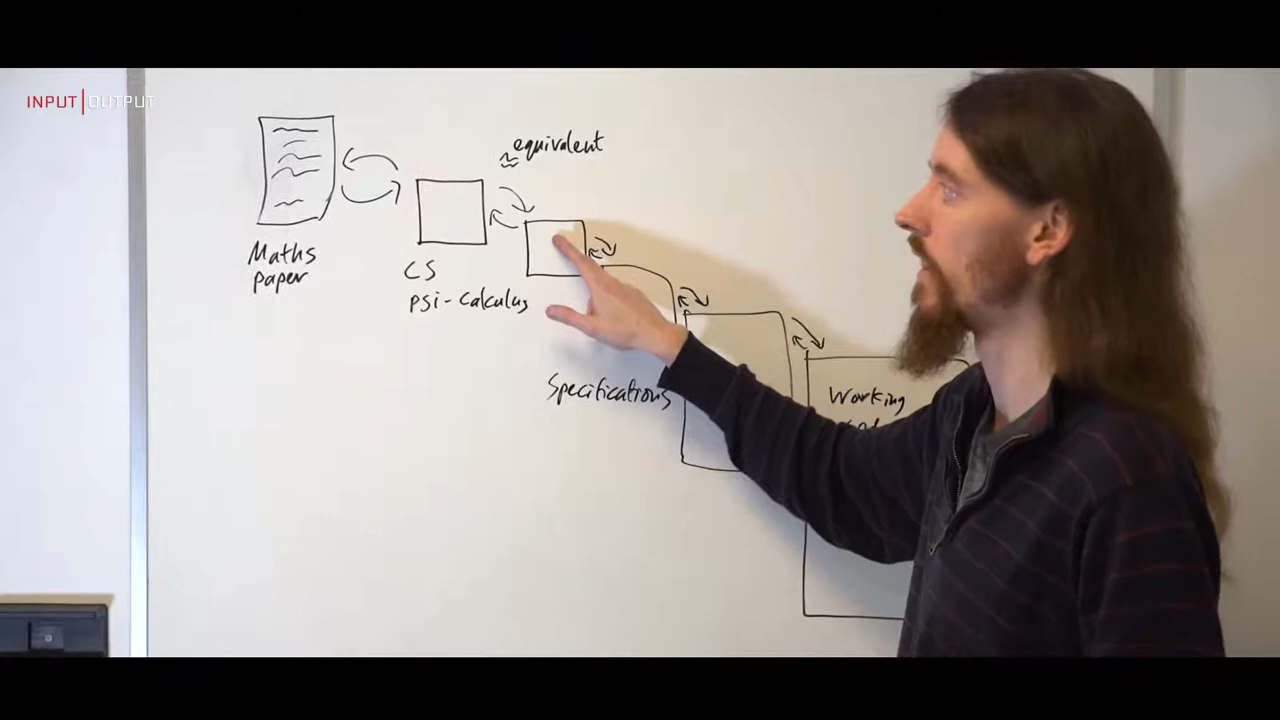 INPUT|OUTPUT
≈ equivalent
Maths
paper
CS
psi-calculus
Specifications
Working